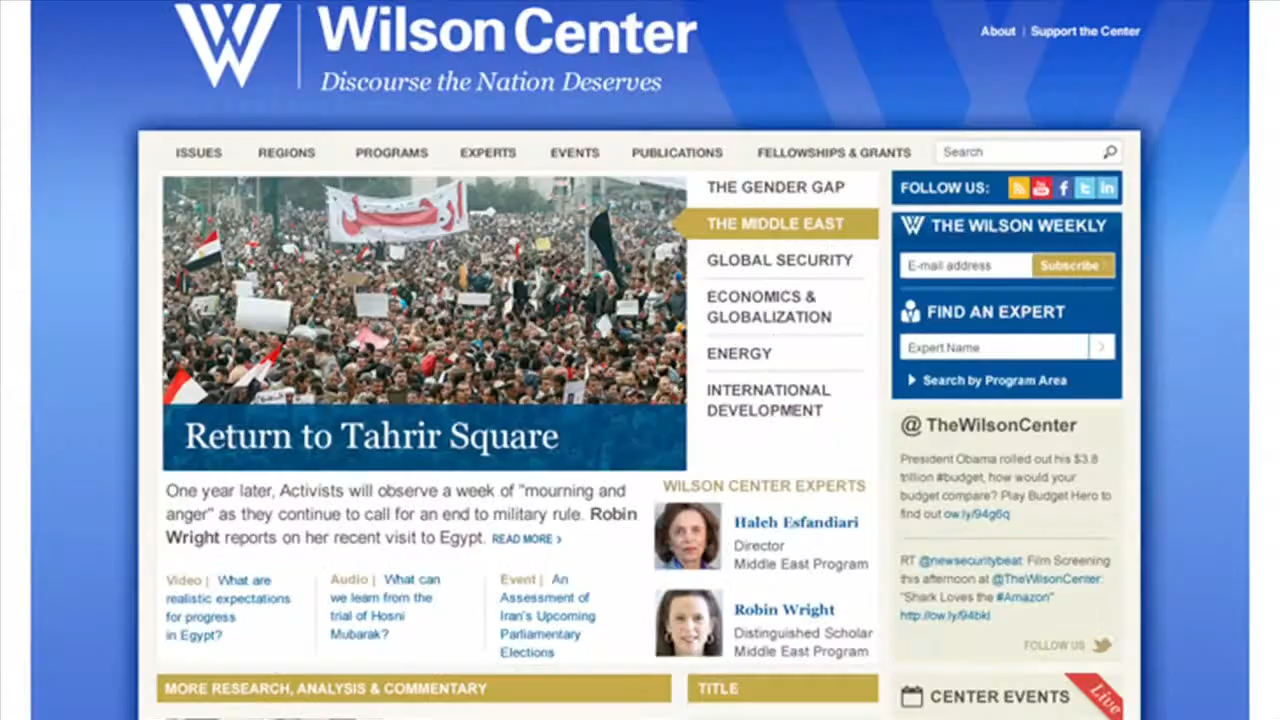 Wilson Center
Discourse the Nation Deserves
About | Support the Center
ISSUES REGIONS PROGRAMS EXPERTS EVENTS PUBLICATIONS FELLOWSHIPS & GRANTS Search
ارحل
Return to Tahrir Square
One year later, Activists will observe a week of "mourning and
anger" as they continue to call for an end to military rule. Robin
Wright reports on her recent visit to Egypt. READ MORE >
Video | What are
realistic expectations
for progress
in Egypt?
Audio | What can
we learn from the
trial of Hosni
Mubarak?
Event | An
Assessment of
Iran's Upcoming
Parliamentary
Elections
THE GENDER GAP
THE MIDDLE EAST
GLOBAL SECURITY
ECONOMICS &
GLOBALIZATION
ENERGY
INTERNATIONAL
DEVELOPMENT
WILSON CENTER EXPERTS
Haleh Esfandiari
Director
Middle East Program
Robin Wright
Distinguished Scholar
Middle East Program
FOLLOW US:
THE WILSON WEEKLY
E-mail address Subscribe
FIND AN EXPERT
Expert Name
Search by Program Area
@TheWilsonCenter
President Obama rolled out his $3.8
trillion #budget, how would your
budget compare? Play Budget Hero to
find out ow.ly/94g6q
RT @newsecuritybeat: Film Screening
this afternoon at @TheWilsonCenter:
"Shark Loves the #Amazon"
http://ow.ly/94bkl
FOLLOW US
MORE RESEARCH, ANALYSIS & COMMENTARY
TITLE
CENTER EVENTS
Live